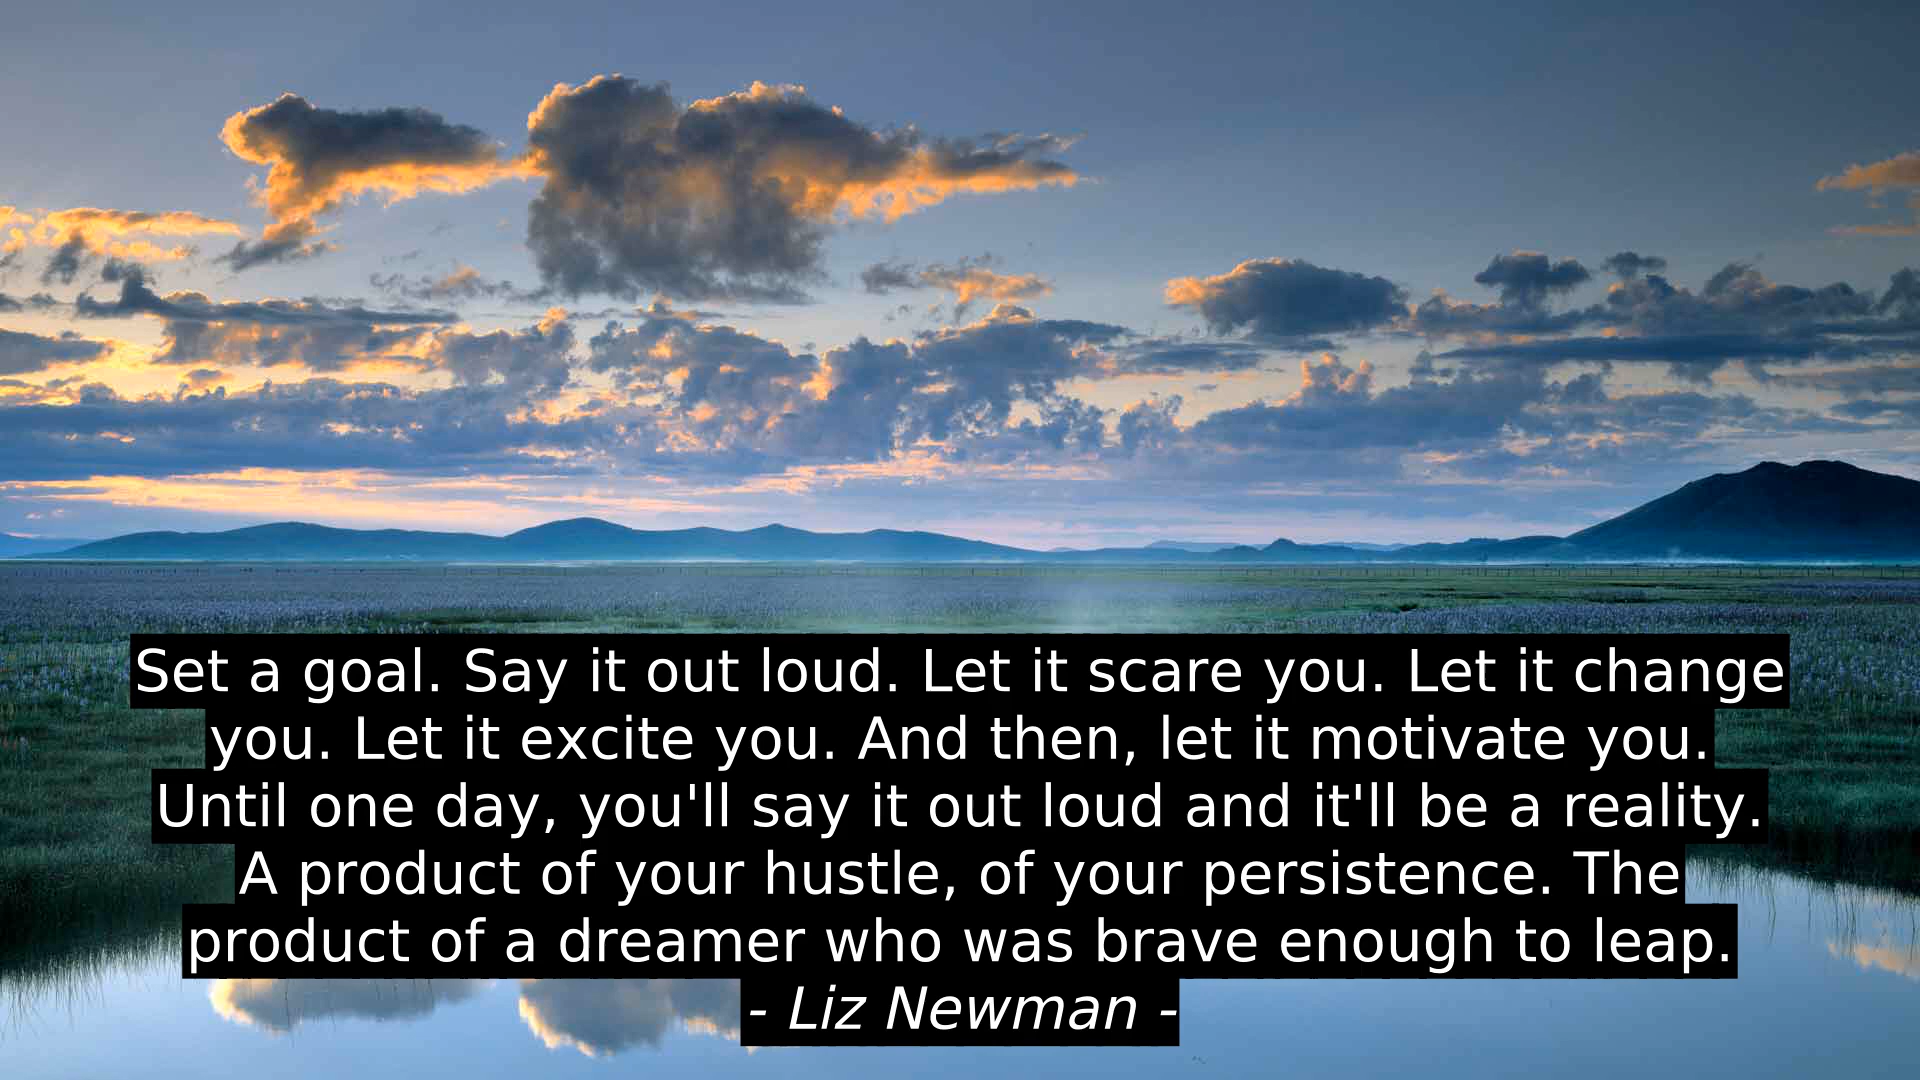 Set a goal. Say it out loud. Let it scare you. Let it change
you. Let it excite you. And then, let it motivate you.
Until one day, you'll say it out loud and it'll be a reality.
A product of your hustle, of your persistence. The
product of a dreamer who was brave enough to leap.
- Liz Newman -